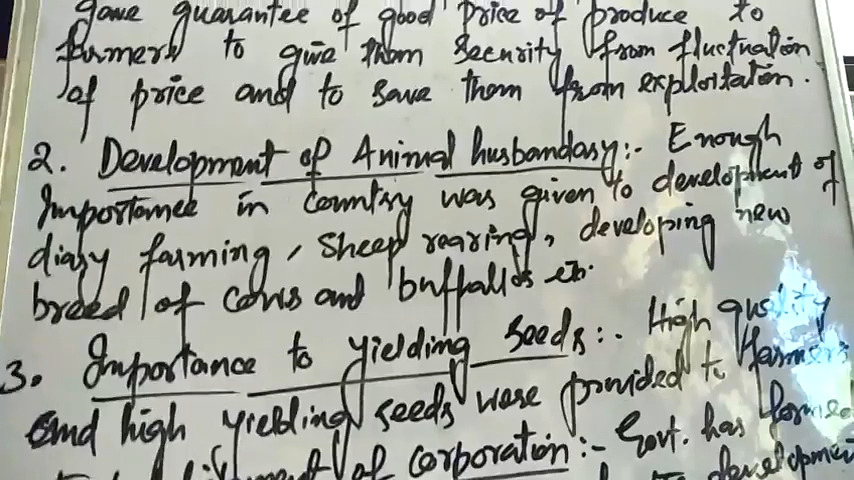 gave guarantee of good price of produce to
farmers to give them security from fluctuation
of price and to save them from exploitation.
2. Development of Animal husbandary:- Enough
Importance in Country was given to development of
diary farming, sheep rearing, developing new
breed of cows and buffallos etc.
3. Importance to yielding seeds:- High quality
and high yielding seeds were provided to farmers
of corporation:- Govt. has formed
development